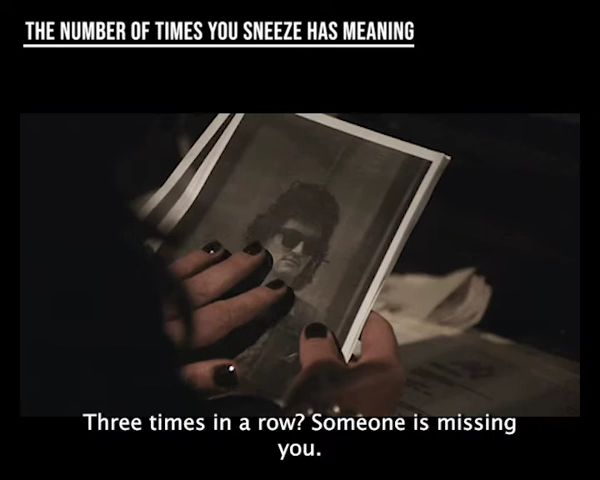 THE NUMBER OF TIMES YOU SNEEZE HAS MEANING
Three times in a row? Someone is missing
you.